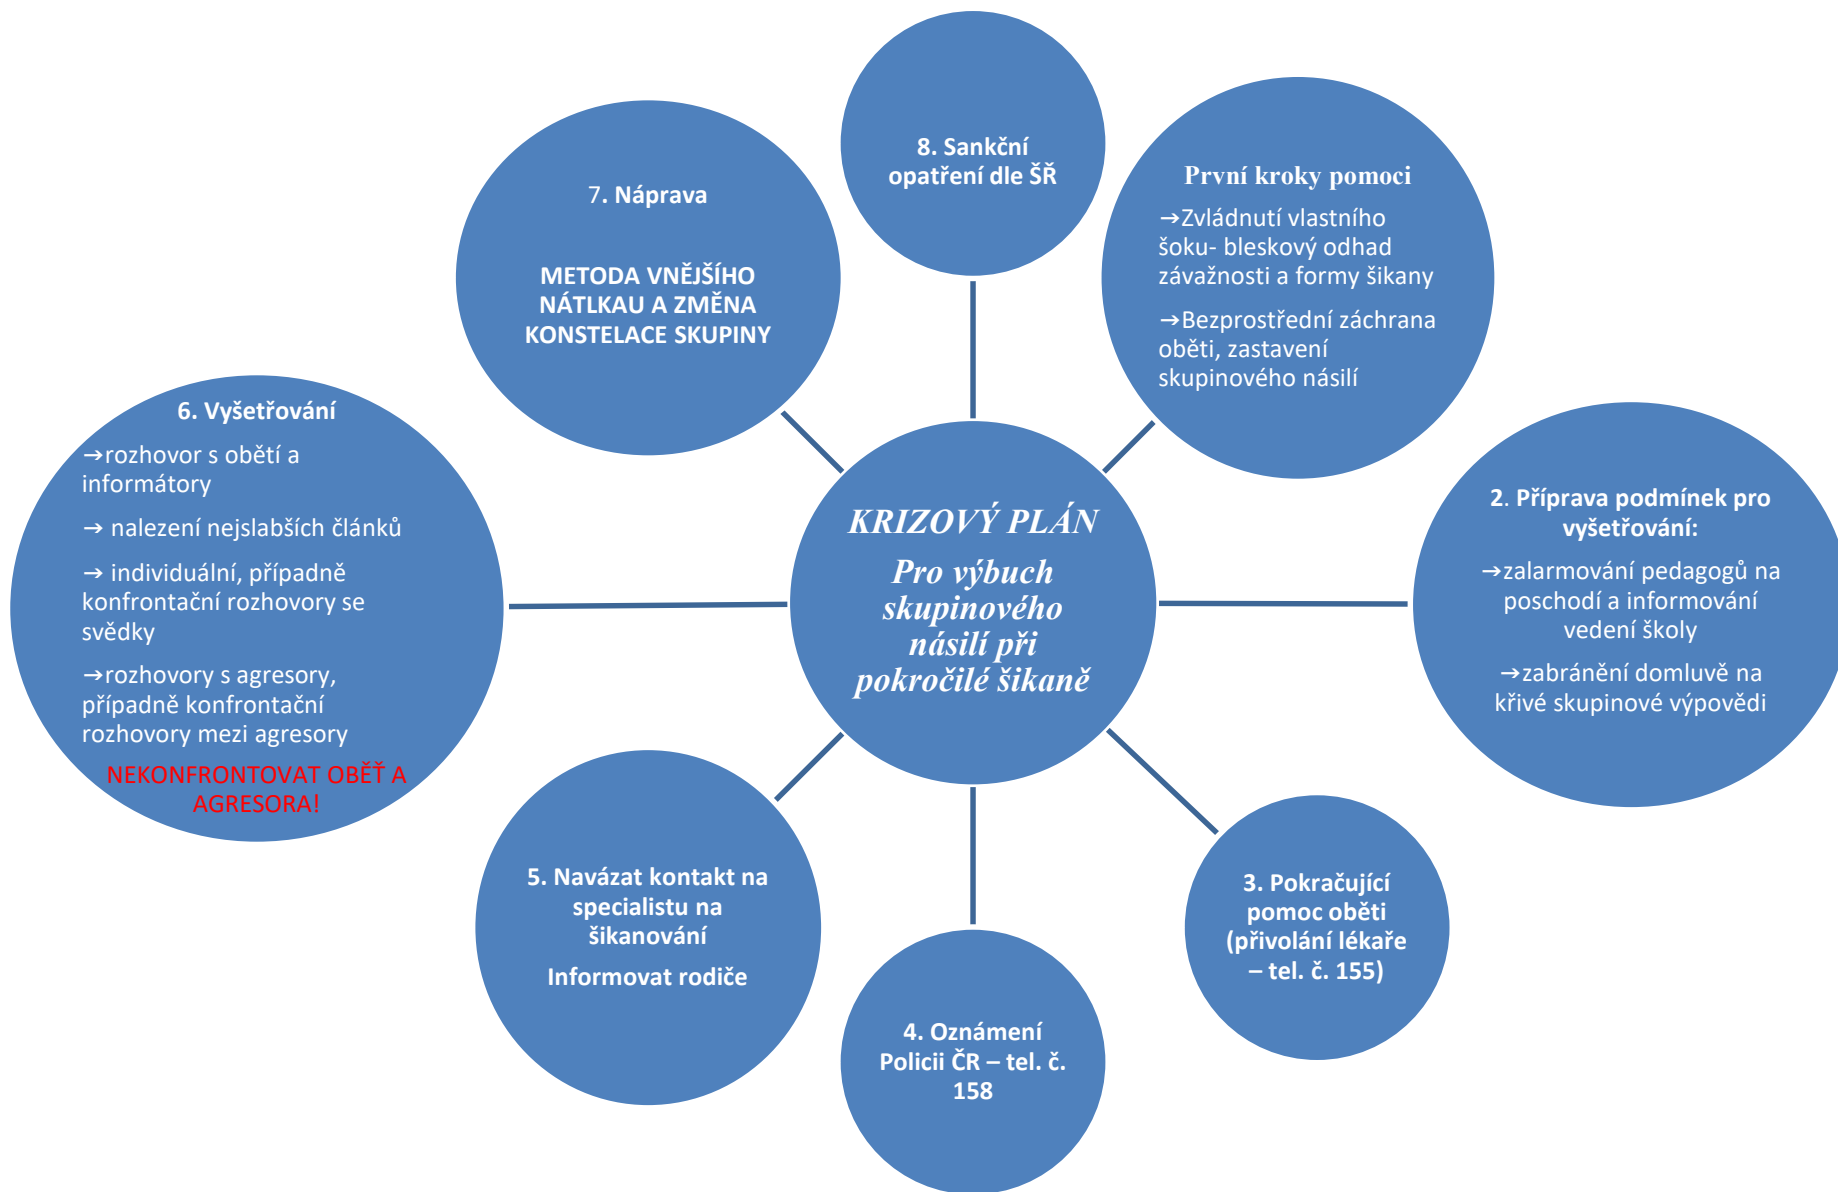 KRIZOVÝ PLÁN
Pro výbuch
skupinového
násilí při
pokročilé šikaně
První kroky pomoci
→Zvládnutí vlastního
šoku- bleskový odhad
závažnosti a formy šikany
→Bezprostřední záchrana
oběti, zastavení
skupinového násilí
2. Příprava podmínek pro
vyšetřování:
→zalarmování pedagogů na
poschodí a informování
vedení školy
→zabránění domluvě na
křivé skupinové výpovědi
3. Pokračující
pomoc oběti
(přivolání lékaře
– tel. č. 155)
4. Oznámení
Policii ČR – tel. č.
158
5. Navázat kontakt na
specialistu na
šikanování
Informovat rodiče
6. Vyšetřování
→rozhovor s obětí a
informátory
→ nalezení nejslabších článků
→ individuální, případně
konfrontační rozhovory se
svědky
→rozhovory s agresory,
případně konfrontační
rozhovory mezi agresory
NEKONFRONTOVAT OBĚŤ A
AGRESORA!
7. Náprava
METODA VNĚJŠÍHO
NÁTLKAU A ZMĚNA
KONSTELACE SKUPINY
8. Sankční
opatření dle ŠŘ